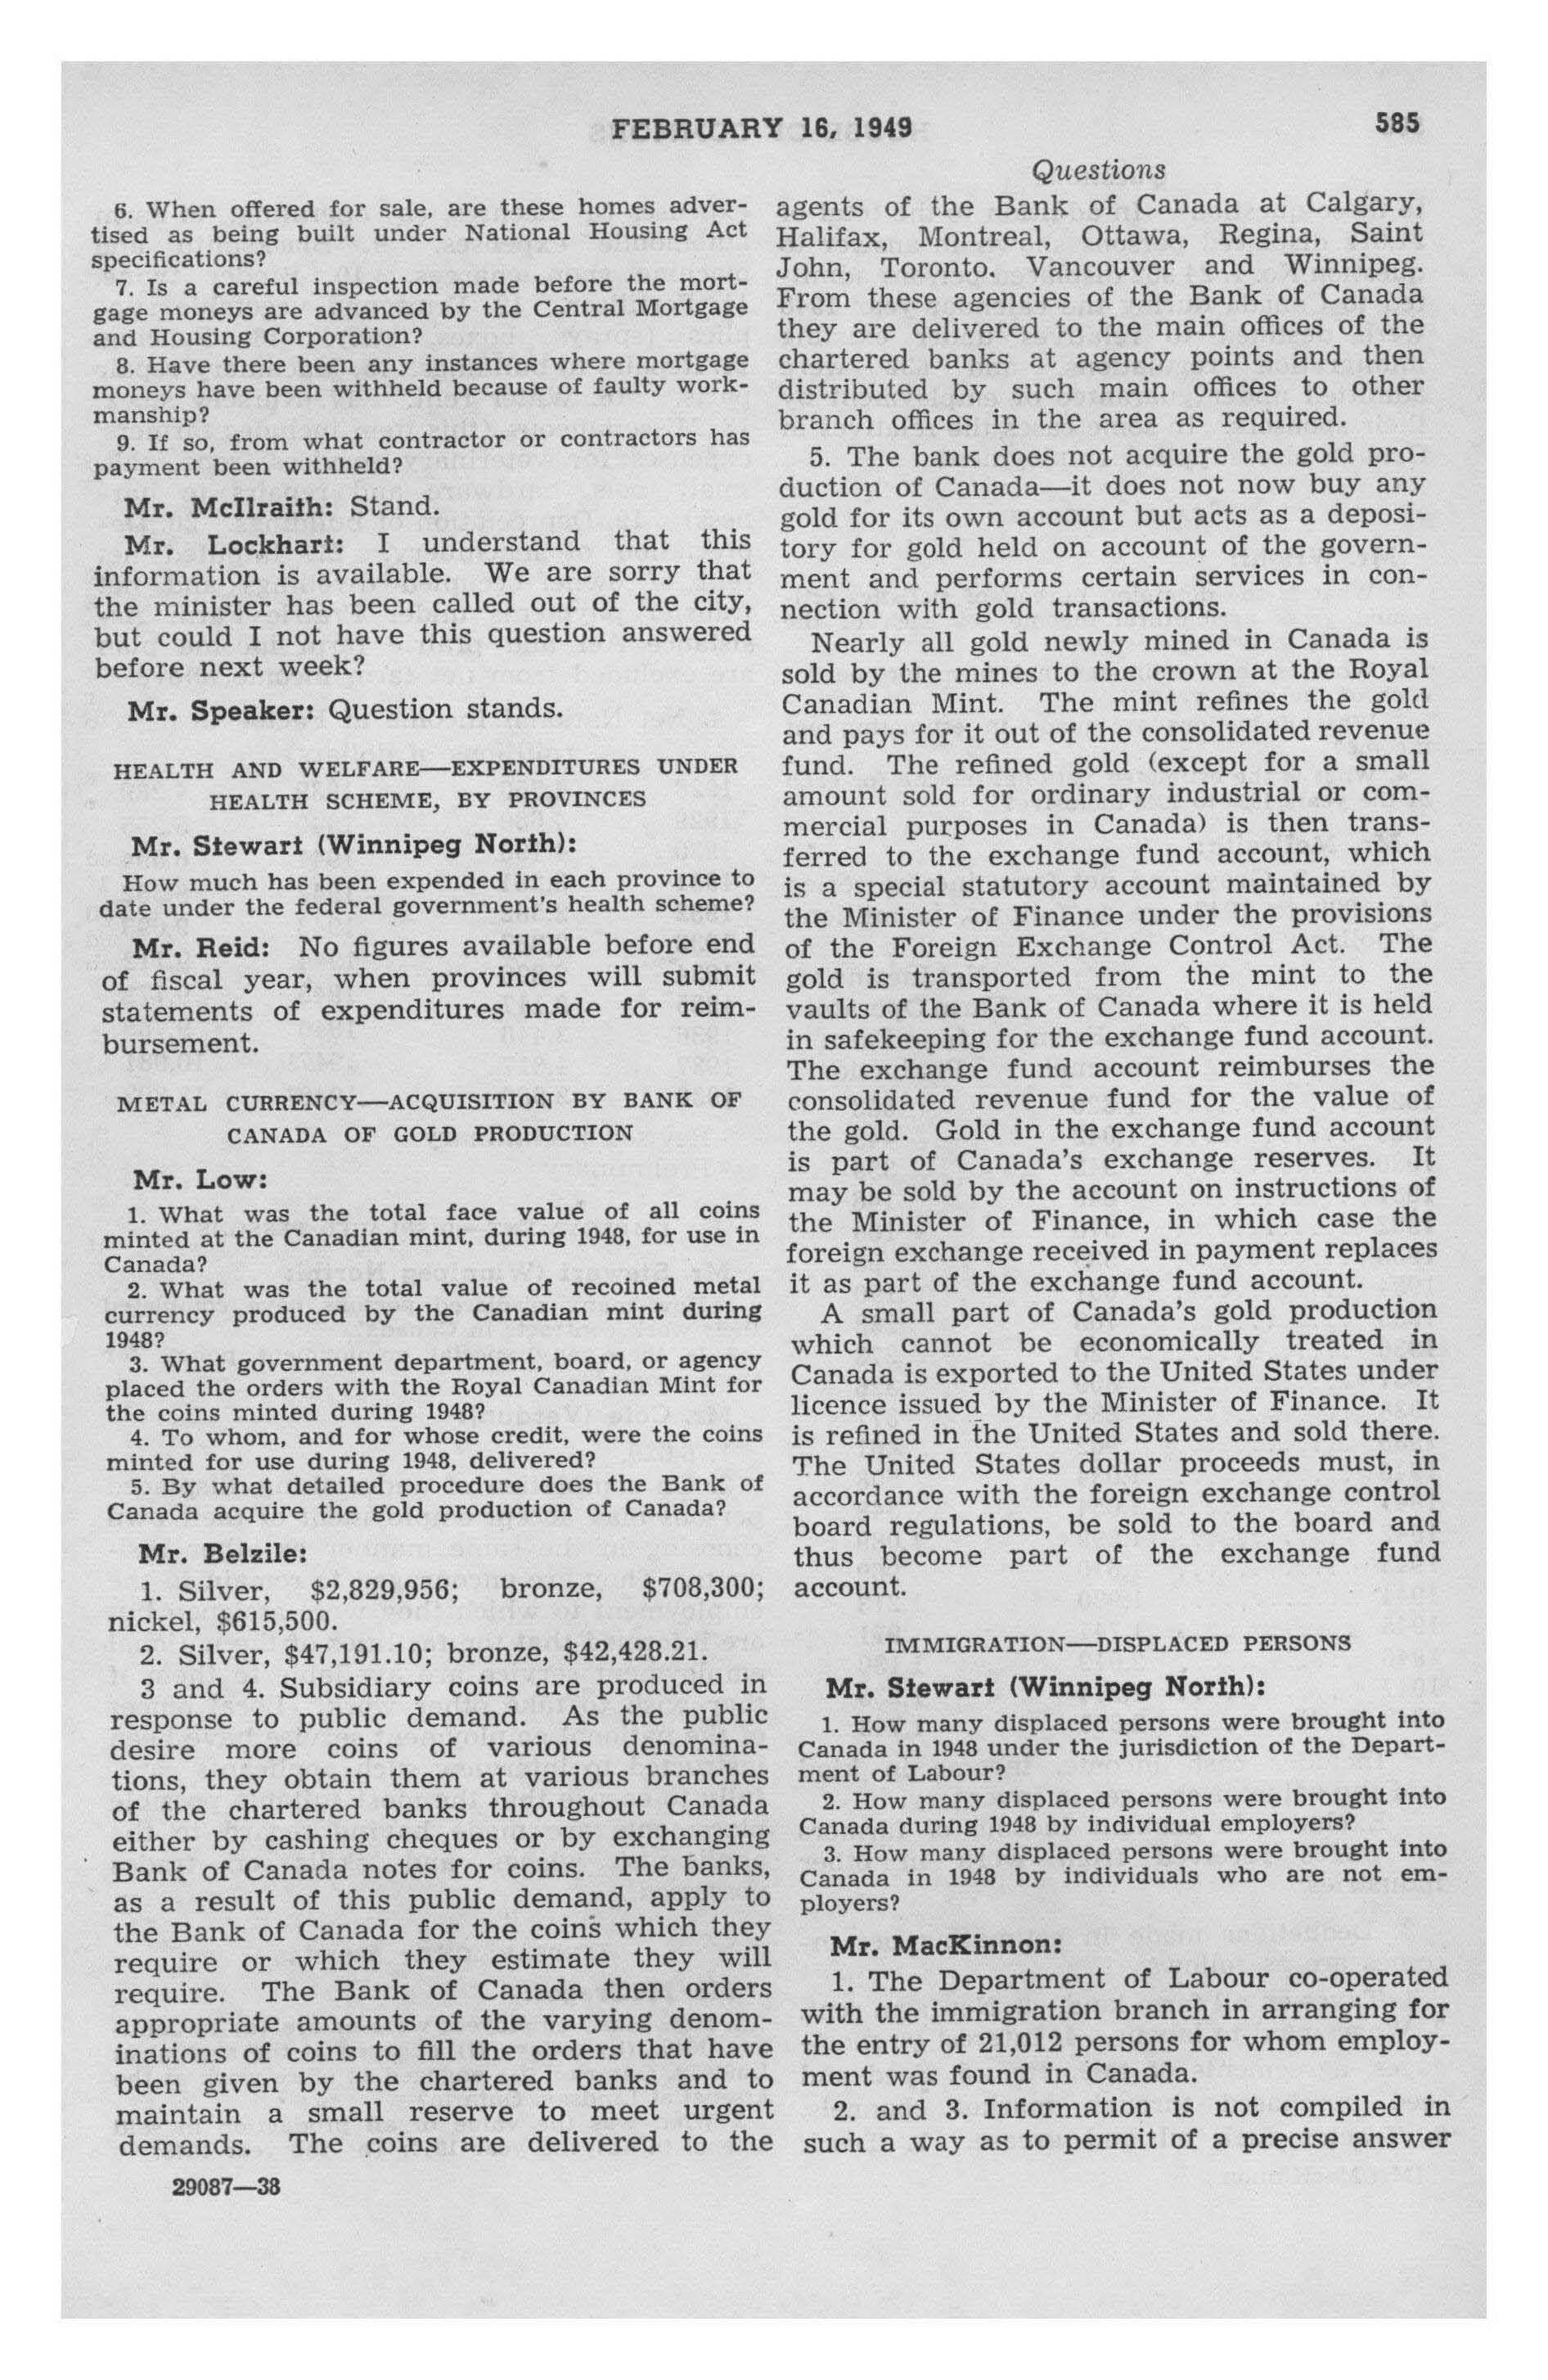 FEBRUARY 16, 1949
585
Questions
6. When offered for sale, are these homes adver-
tised as being built under National Housing Act
specifications?
7. Is a careful inspection made before the mort-
gage moneys are advanced by the Central Mortgage
and Housing Corporation?
8. Have there been any instances where mortgage
moneys have been withheld because of faulty work-
manship?
9. If so, from what contractor or contractors has
payment been withheld?
Mr. McIlraith: Stand.
Mr. Lockhart: I understand that this
information is available. We are sorry that
the minister has been called out of the city,
but could I not have this question answered
before next week?
Mr. Speaker: Question stands.
HEALTH AND WELFARE—EXPENDITURES UNDER
HEALTH SCHEME, BY PROVINCES
Mr. Stewart (Winnipeg North):
How much has been expended in each province to
date under the federal government's health scheme?
Mr. Reid: No figures available before end
of fiscal year, when provinces will submit
statements of expenditures made for reim-
bursement.
METAL CURRENCY—ACQUISITION BY BANK OF
CANADA OF GOLD PRODUCTION
Mr. Low:
1. What was the total face value of all coins
minted at the Canadian mint, during 1948, for use in
Canada?
2. What was the total value of recoined metal
currency produced by the Canadian mint during
1948?
3. What government department, board, or agency
placed the orders with the Royal Canadian Mint for
the coins minted during 1948?
4. To whom, and for whose credit, were the coins
minted for use during 1948, delivered?
5. By what detailed procedure does the Bank of
Canada acquire the gold production of Canada?
Mr. Belzile:
1. Silver, $2,829,956; bronze, $708,300;
nickel, $615,500.
2. Silver, $47,191.10; bronze, $42,428.21.
3 and 4. Subsidiary coins are produced in
response to public demand. As the public
desire more coins of various denomina-
tions, they obtain them at various branches
of the chartered banks throughout Canada
either by cashing cheques or by exchanging
Bank of Canada notes for coins. The banks,
as a result of this public demand, apply to
the Bank of Canada for the coins which they
require or which they estimate they will
require. The Bank of Canada then orders
appropriate amounts of the varying denom-
inations of coins to fill the orders that have
been given by the chartered banks and to
maintain a small reserve to meet urgent
demands. The coins are delivered to the
29087—38
agents of the Bank of Canada at Calgary,
Halifax, Montreal, Ottawa, Regina, Saint
John, Toronto. Vancouver and Winnipeg.
From these agencies of the Bank of Canada
they are delivered to the main offices of the
chartered banks at agency points and then
distributed by such main offices to other
branch offices in the area as required.
5. The bank does not acquire the gold pro-
duction of Canada—it does not now buy any
gold for its own account but acts as a deposi-
tory for gold held on account of the govern-
ment and performs certain services in con-
nection with gold transactions.
Nearly all gold newly mined in Canada is
sold by the mines to the crown at the Royal
Canadian Mint. The mint refines the gold
and pays for it out of the consolidated revenue
fund. The refined gold (except for a small
amount sold for ordinary industrial or com-
mercial purposes in Canada) is then trans-
ferred to the exchange fund account, which
is a special statutory account maintained by
the Minister of Finance under the provisions
of the Foreign Exchange Control Act. The
gold is transported from the mint to the
vaults of the Bank of Canada where it is held
in safekeeping for the exchange fund account.
The exchange fund account reimburses the
consolidated revenue fund for the value of
the gold. Gold in the exchange fund account
is part of Canada's exchange reserves. It
may be sold by the account on instructions of
the Minister of Finance, in which case the
foreign exchange received in payment replaces
it as part of the exchange fund account.
A small part of Canada's gold production
which cannot be economically treated in
Canada is exported to the United States under
licence issued by the Minister of Finance. It
is refined in the United States and sold there.
The United States dollar proceeds must, in
accordance with the foreign exchange control
board regulations, be sold to the board and
thus become part of the exchange fund
account.
IMMIGRATION—DISPLACED PERSONS
Mr. Stewart (Winnipeg North):
1. How many displaced persons were brought into
Canada in 1948 under the jurisdiction of the Depart-
ment of Labour?
2. How many displaced persons were brought into
Canada during 1948 by individual employers?
3. How many displaced persons were brought into
Canada in 1948 by individuals who are not em-
ployers?
Mr. MacKinnon:
1. The Department of Labour co-operated
with the immigration branch in arranging for
the entry of 21,012 persons for whom employ-
ment was found in Canada.
2. and 3. Information is not compiled in
such a way as to permit of a precise answer